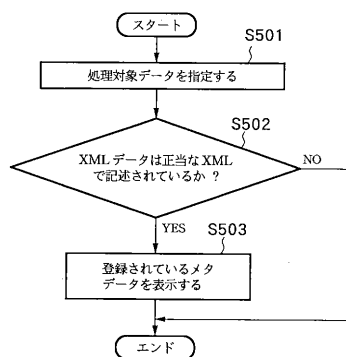 スタート
S501
処理対象データを指定する
S502
XMLデータは正当なXML
で記述されているか?
NO
YES
S503
登録されているメタ
データを表示する
エンド